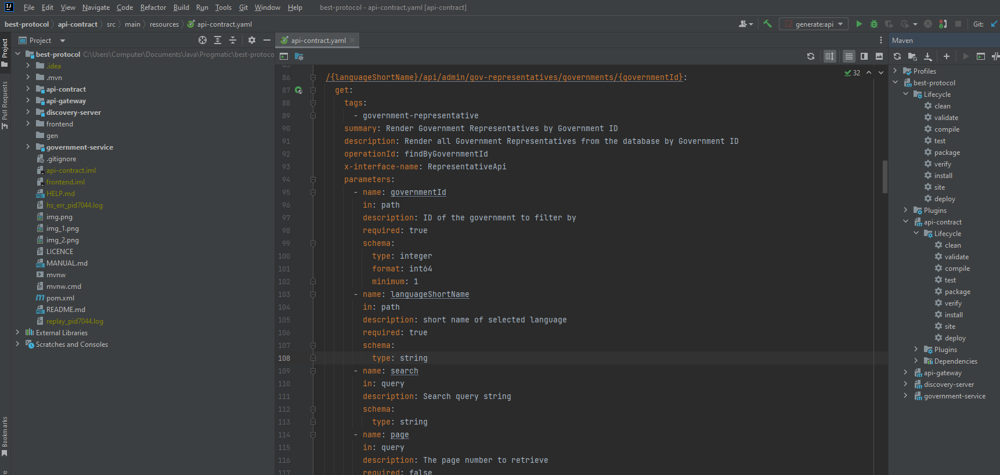 File Edit View Navigate Code Refactor Build Run Tools Git Window Help best-protocol - api-contract.yaml [api-contract]
best-protocol api-contract src main resources api-contract.yaml generate:api Git:
Project
api-contract.yaml
Maven
Project
Pull Requests
Bookmarks
best-protocol C:\Users\Computer\Documents\Java\Progmatic\best-protoco
.idea
.mvn
api-contract
api-gateway
discovery-server
frontend
gen
government-service
.gitignore
api-contract.iml
frontend.iml
HELP.md
hs_err_pid7044.log
img.png
img_1.png
img_2.png
LICENCE
MANUAL.md
mvnw
mvnw.cmd
pom.xml
README.md
replay_pid7044.log
External Libraries
Scratches and Consoles
85
86 /{languageShortName}/api/admin/gov-representatives/governments/{governmentId}:
32
87 get:
88 tags:
89 - government-representative
90 summary: Render Government Representatives by Government ID
91 description: Render all Government Representatives from the database by Government ID
92 operationId: findByGovernmentId
93 x-interface-name: RepresentativeApi
94 parameters:
95 - name: governmentId
96 in: path
97 description: ID of the government to filter by
98 required: true
99 schema:
100 type: integer
101 format: int64
102 minimum: 1
103 - name: languageShortName
104 in: path
105 description: short name of selected language
106 required: true
107 schema:
108 type: string
109 - name: search
110 in: query
111 description: Search query string
112 schema:
113 type: string
114 - name: page
115 in: query
116 description: The page number to retrieve
117 required: false
Profiles
best-protocol
Lifecycle
clean
validate
compile
test
package
verify
install
site
deploy
Plugins
api-contract
Lifecycle
clean
validate
compile
test
package
verify
install
site
deploy
Plugins
Dependencies
api-gateway
discovery-server
government-service